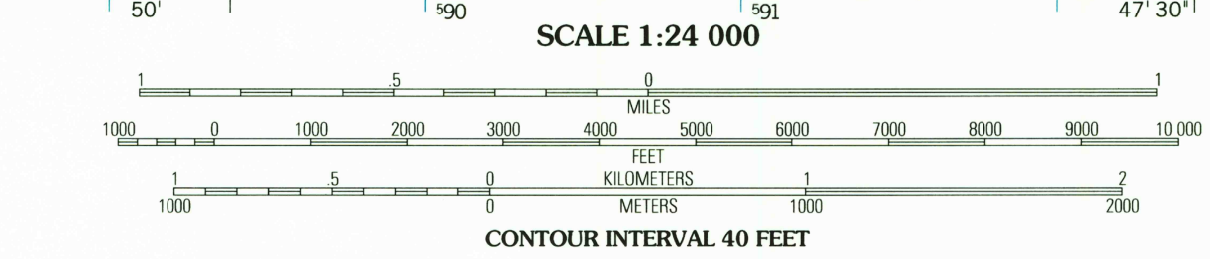 50' ⁵90 ⁵91 47' 30"
SCALE 1:24 000
1 .5 0 1
MILES
1000 0 1000 2000 3000 4000 5000 6000 7000 8000 9000 10 000
FEET
1 .5 0 KILOMETERS 1 2
1000 0 METERS 1000 2000
CONTOUR INTERVAL 40 FEET